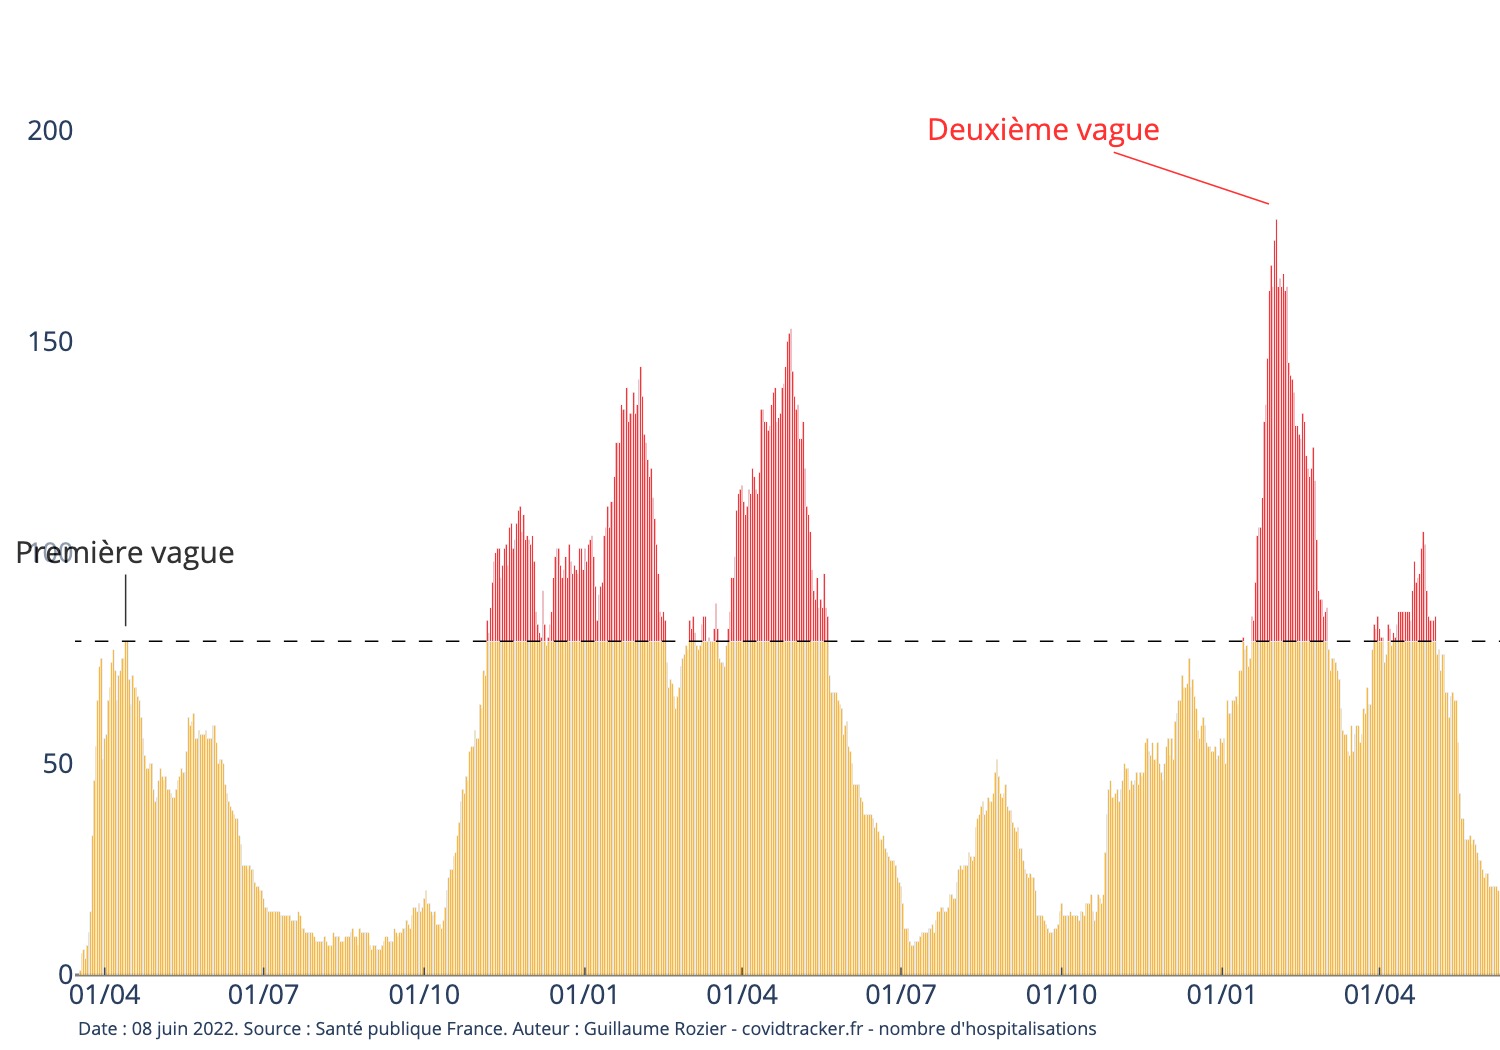 200
Deuxième vague
150
100
Première vague
50
0
01/04 01/07 01/10 01/01 01/04 01/07 01/10 01/01 01/04
Date : 08 juin 2022. Source : Santé publique France. Auteur : Guillaume Rozier - covidtracker.fr - nombre d'hospitalisations